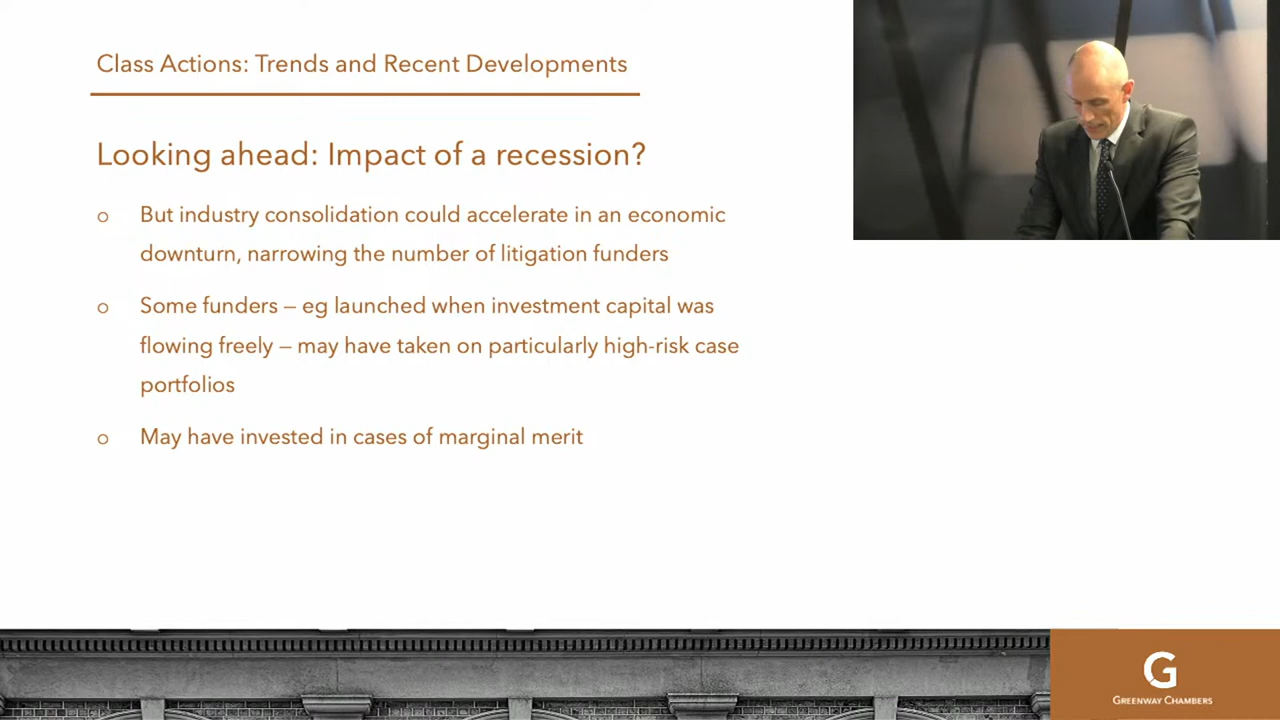 Class Actions: Trends and Recent Developments
Looking ahead: Impact of a recession?
o But industry consolidation could accelerate in an economic
downturn, narrowing the number of litigation funders
o Some funders – eg launched when investment capital was
flowing freely – may have taken on particularly high-risk case
portfolios
o May have invested in cases of marginal merit
G
GREENWAY CHAMBERS